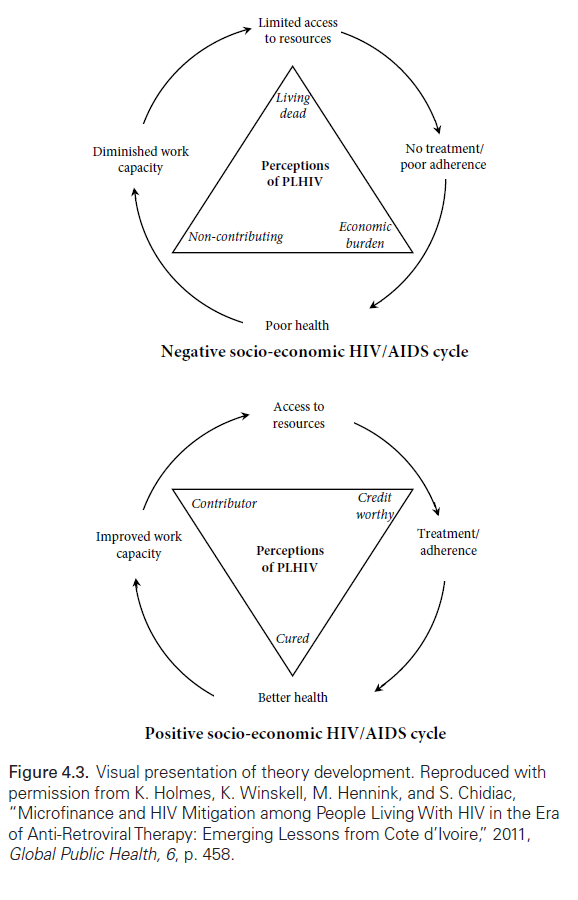 Limited access
to resources
Living
dead
Diminished work
capacity
No treatment/
poor adherence
Perceptions
of PLHIV
Non-contributing
Economic
burden
Poor health
Negative socio-economic HIV/AIDS cycle
Access to
resources
Contributor
Credit
worthy
Improved work
capacity
Treatment/
adherence
Perceptions
of PLHIV
Cured
Better health
Positive socio-economic HIV/AIDS cycle
Figure 4.3. Visual presentation of theory development. Reproduced with
permission from K. Holmes, K. Winskell, M. Hennink, and S. Chidiac,
“Microfinance and HIV Mitigation among People Living With HIV in the Era
of Anti-Retroviral Therapy: Emerging Lessons from Cote d’Ivoire,” 2011,
Global Public Health, 6, p. 458.